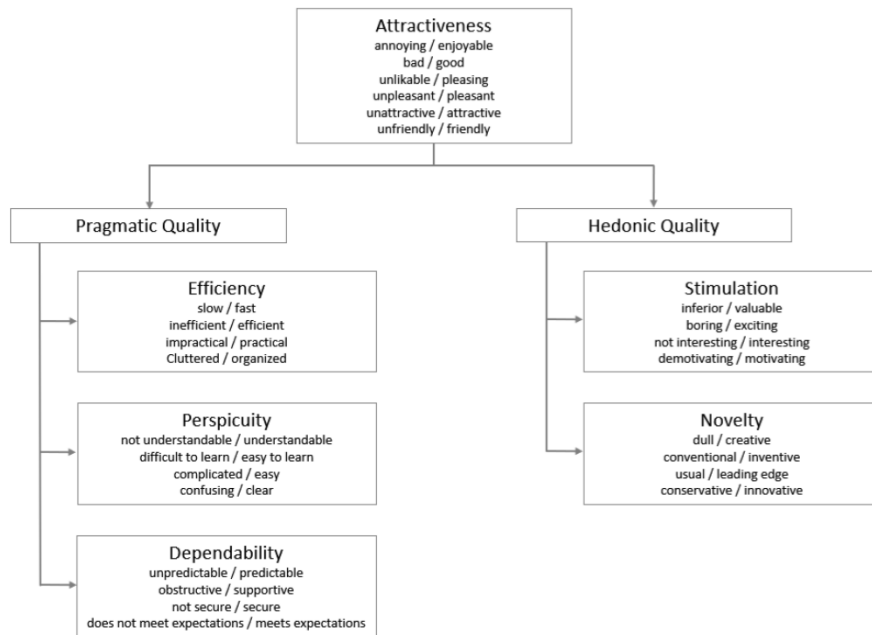 Attractiveness
annoying / enjoyable
bad / good
unlikable / pleasing
unpleasant / pleasant
unattractive / attractive
unfriendly / friendly
Pragmatic Quality
Efficiency
slow / fast
inefficient / efficient
impractical / practical
Cluttered / organized
Perspicuity
not understandable / understandable
difficult to learn / easy to learn
complicated / easy
confusing / clear
Dependability
unpredictable / predictable
obstructive / supportive
not secure / secure
does not meet expectations / meets expectations
Hedonic Quality
Stimulation
inferior / valuable
boring / exciting
not interesting / interesting
demotivating / motivating
Novelty
dull / creative
conventional / inventive
usual / leading edge
conservative / innovative